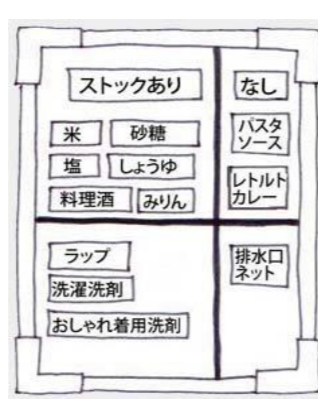 ストックあり
なし
米
砂糖
塩
しょうゆ
料理酒
みりん
パスタ
ソース
レトルト
カレー
ラップ
洗濯洗剤
おしゃれ着用洗剤
排水口
ネット